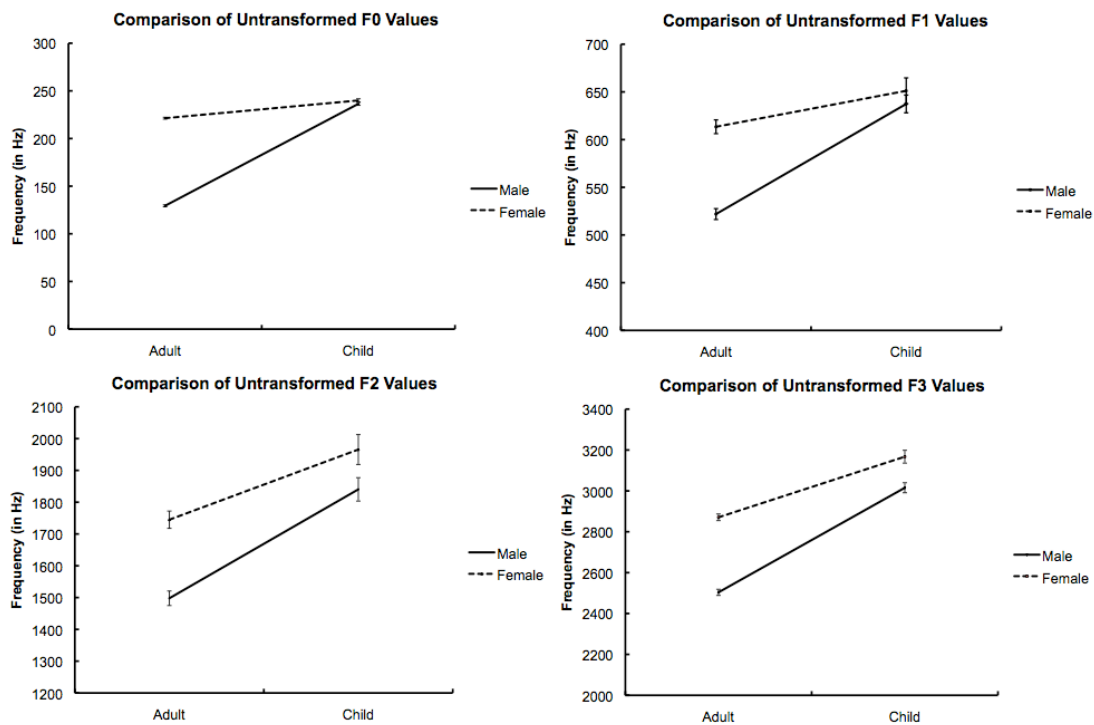 Comparison of Untransformed F0 Values
300
250
200
150
100
50
0
Frequency (in Hz)
Adult
Child
Male
Female
Comparison of Untransformed F1 Values
700
650
600
550
500
450
400
Frequency (in Hz)
Adult
Child
Male
Female
Comparison of Untransformed F2 Values
2100
2000
1900
1800
1700
1600
1500
1400
1300
1200
Frequency (in Hz)
Adult
Child
Male
Female
Comparison of Untransformed F3 Values
3400
3200
3000
2800
2600
2400
2200
2000
Frequency (in Hz)
Adult
Child
Male
Female